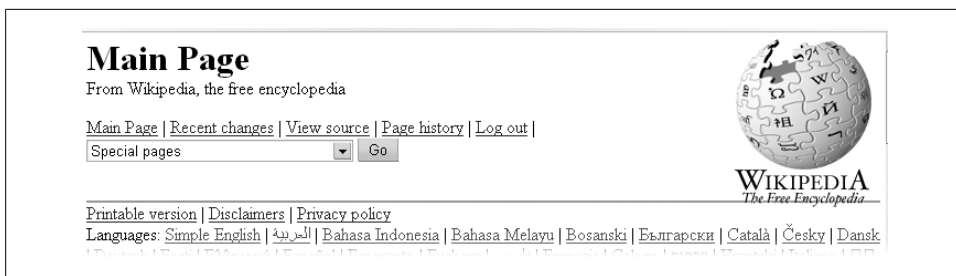 Main Page
From Wikipedia, the free encyclopedia
Main Page | Recent changes | View source | Page history | Log out |
Special pages Go
WIKIPEDIA
The Free Encyclopedia
Printable version | Disclaimers | Privacy policy
Languages: Simple English | العربية | Bahasa Indonesia | Bahasa Melayu | Bosanski | Български | Català | Česky | Dansk